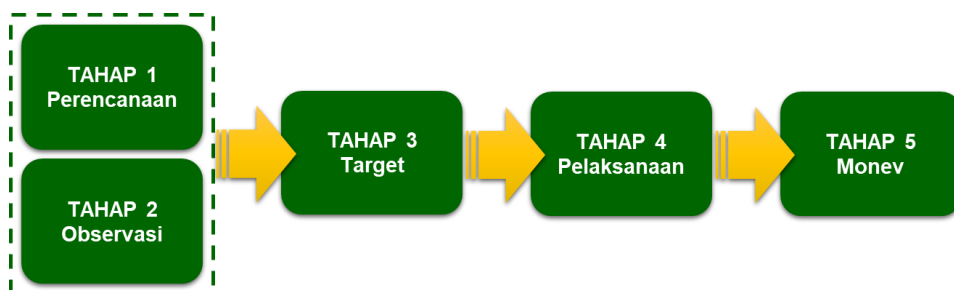 TAHAP 1
Perencanaan
TAHAP 2
Observasi
TAHAP 3
Target
TAHAP 4
Pelaksanaan
TAHAP 5
Monev